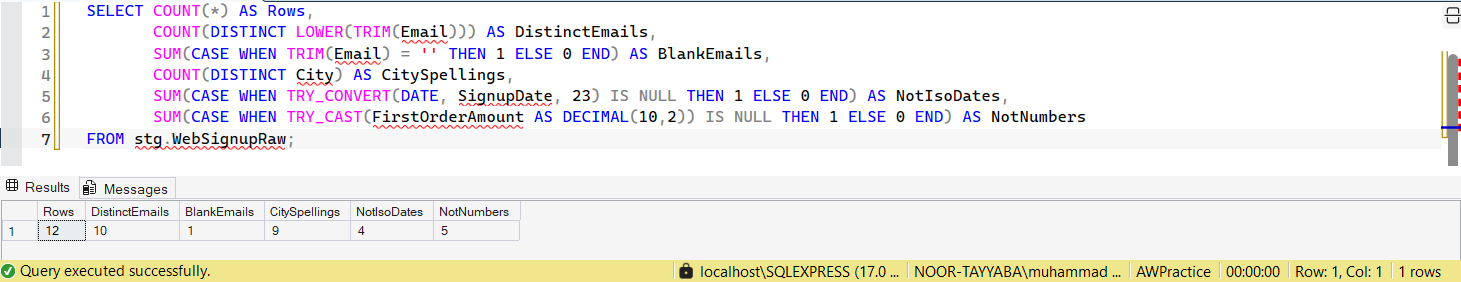 1 SELECT COUNT(*) AS Rows,
2 COUNT(DISTINCT LOWER(TRIM(Email))) AS DistinctEmails,
3 SUM(CASE WHEN TRIM(Email) = '' THEN 1 ELSE 0 END) AS BlankEmails,
4 COUNT(DISTINCT City) AS CitySpellings,
5 SUM(CASE WHEN TRY_CONVERT(DATE, SignupDate, 23) IS NULL THEN 1 ELSE 0 END) AS NotIsoDates,
6 SUM(CASE WHEN TRY_CAST(FirstOrderAmount AS DECIMAL(10,2)) IS NULL THEN 1 ELSE 0 END) AS NotNumbers
7 FROM stg.WebSignupRaw;
Results Messages
Rows DistinctEmails BlankEmails CitySpellings NotIsoDates NotNumbers
1 12 10 1 9 4 5
Query executed successfully. localhost\SQLEXPRESS (17.0 ... NOOR-TAYYABA\muhammad ... AWPractice 00:00:00 Row: 1, Col: 1 1 rows